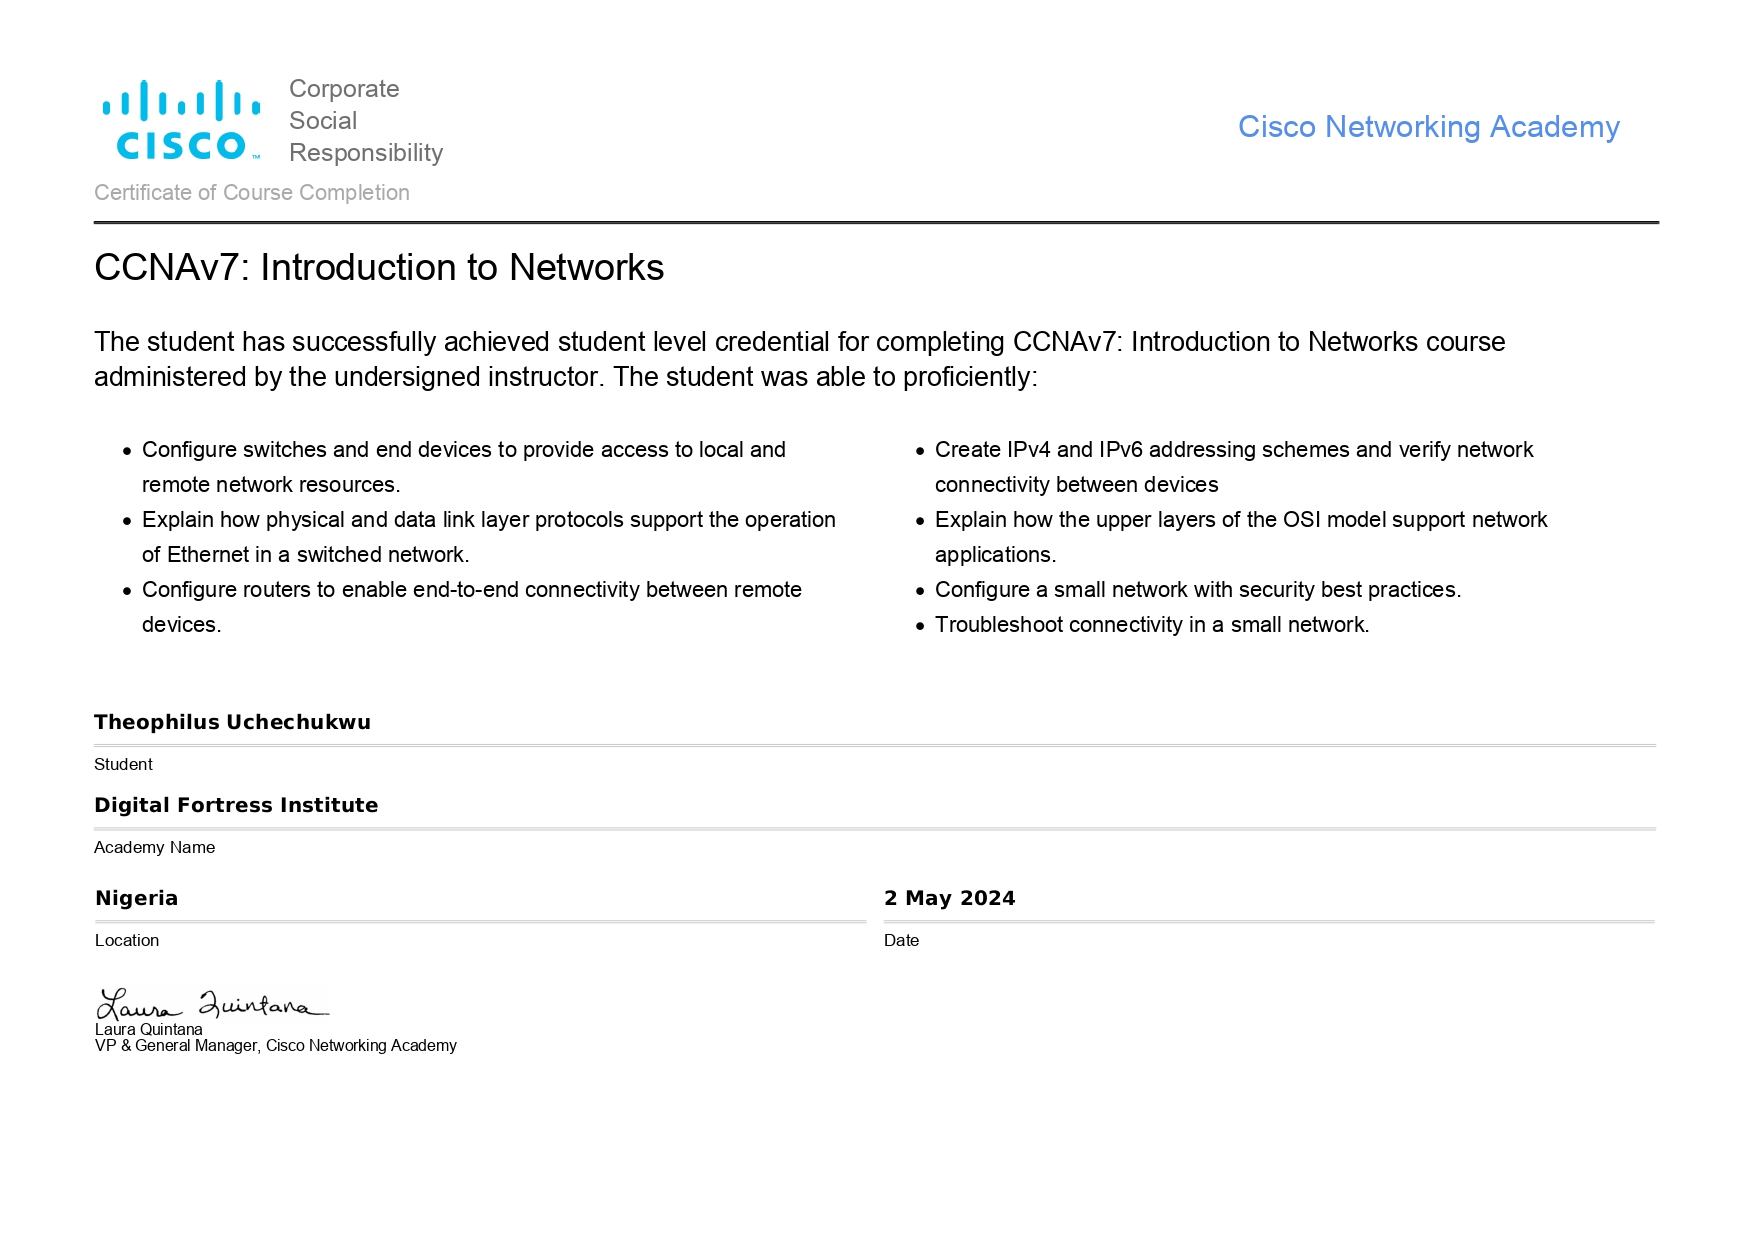 CISCO™
Corporate
Social
Responsibility
Cisco Networking Academy
Certificate of Course Completion
CCNAv7: Introduction to Networks
The student has successfully achieved student level credential for completing CCNAv7: Introduction to Networks course
administered by the undersigned instructor. The student was able to proficiently:
• Configure switches and end devices to provide access to local and
remote network resources.
• Explain how physical and data link layer protocols support the operation
of Ethernet in a switched network.
• Configure routers to enable end-to-end connectivity between remote
devices.
• Create IPv4 and IPv6 addressing schemes and verify network
connectivity between devices
• Explain how the upper layers of the OSI model support network
applications.
• Configure a small network with security best practices.
• Troubleshoot connectivity in a small network.
Theophilus Uchechukwu
Student
Digital Fortress Institute
Academy Name
Nigeria
Location
2 May 2024
Date
Laura Quintana
Laura Quintana
VP & General Manager, Cisco Networking Academy